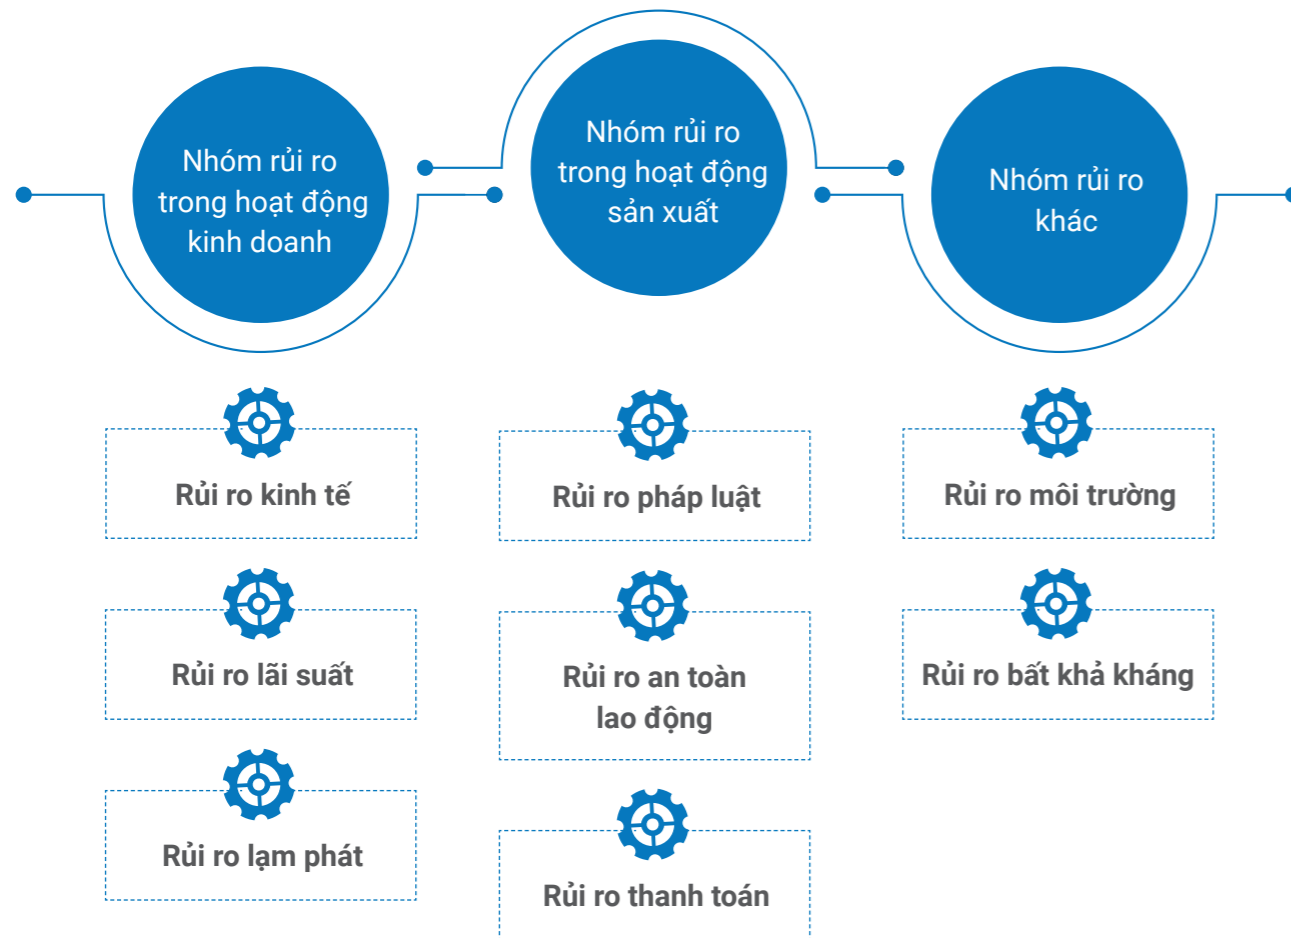 Nhóm rủi ro
trong hoạt động
kinh doanh
Nhóm rủi ro
trong hoạt động
sản xuất
Nhóm rủi ro
khác
Rủi ro kinh tế
Rủi ro pháp luật
Rủi ro môi trường
Rủi ro lãi suất
Rủi ro an toàn
lao động
Rủi ro bất khả kháng
Rủi ro lạm phát
Rủi ro thanh toán